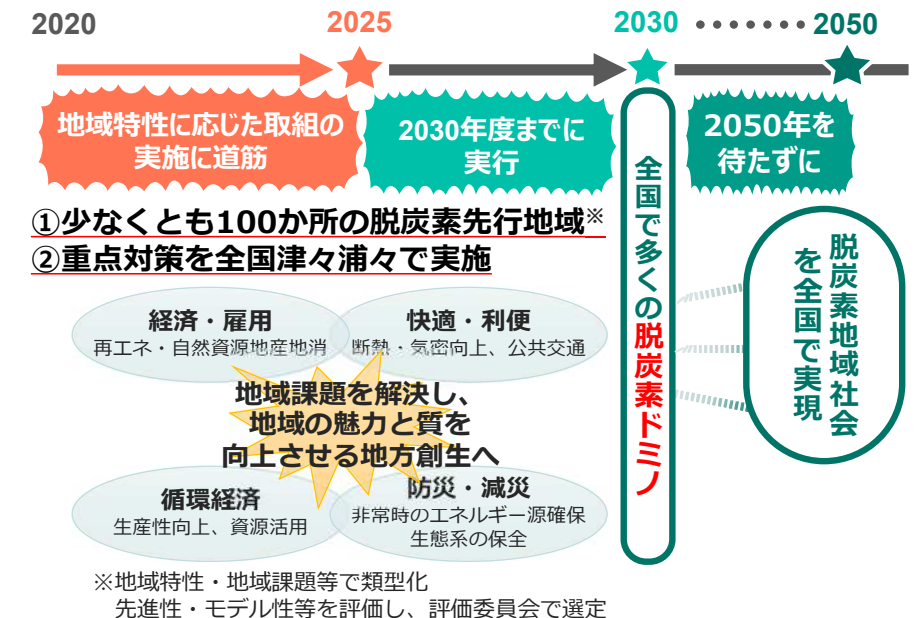 2020
2025
2030
・・・・・・・
2050
地域特性に応じた取組の
実施に道筋
2030年度までに
実行
2050年を
待たずに
①少なくとも100か所の脱炭素先行地域※
②重点対策を全国津々浦々で実施
経済・雇用
再エネ・自然資源地産地消
快適・利便
断熱・気密向上、公共交通
地域課題を解決し、
地域の魅力と質を
向上させる地方創生へ
循環経済
生産性向上、資源活用
防災・減災
非常時のエネルギー源確保
生態系の保全
※地域特性・地域課題等で類型化
先進性・モデル性等を評価し、評価委員会で選定
全国で多くの脱炭素ドミノ
脱炭素地域社会
を全国で実現